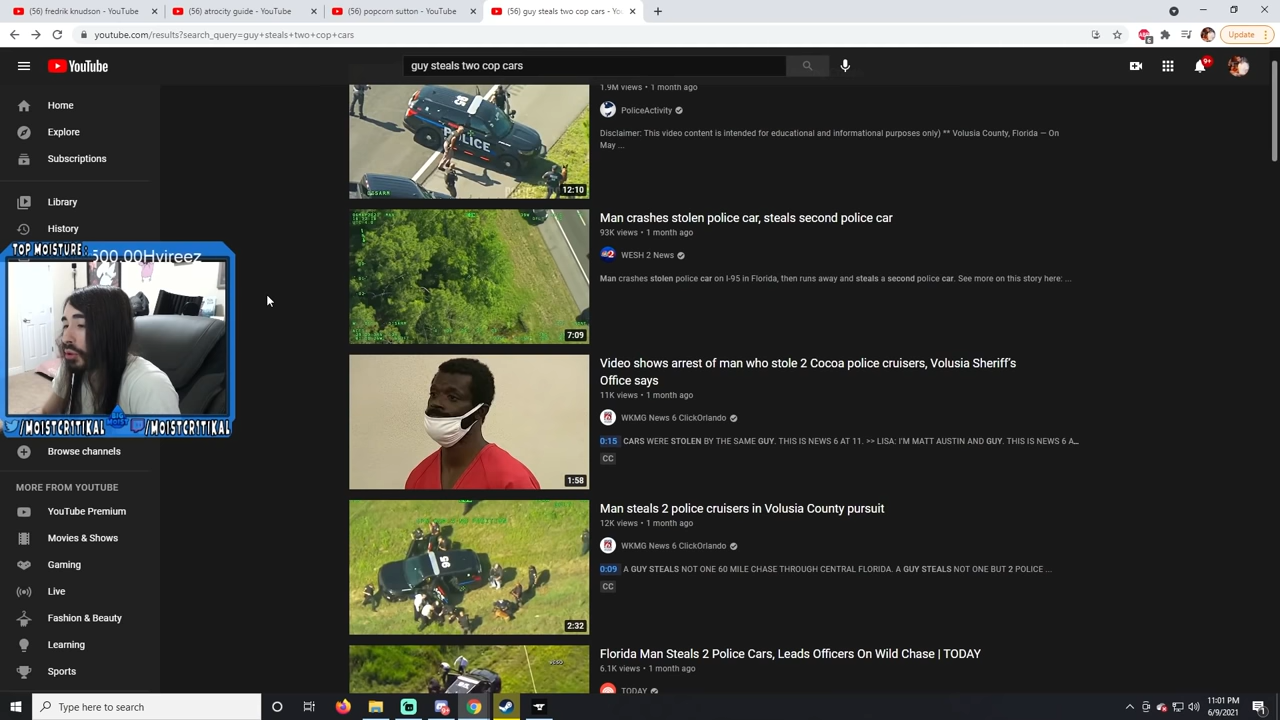 (56) fredrik knudson - YouTube
(56) atrocity guide - YouTube
(56) popcorn sutton - YouTube
(56) guy steals two cop cars - You
youtube.com/results?search_query=guy+steals+two+cop+cars
6
Update
YouTube
guy steals two cop cars
9+
Home
Explore
Subscriptions
Library
History
TOP MOISTURE:
500.00Hvireez
BIG MOIST
/MOISTCR1TIKAL
/MOISTCR1TIKAL
Browse channels
MORE FROM YOUTUBE
YouTube Premium
Movies & Shows
Gaming
Live
Fashion & Beauty
Learning
Sports
95
POLICE
12:10
1.9M views • 1 month ago
PoliceActivity
Disclaimer: This video content is intended for educational and informational purposes only) ** Volusia County, Florida — On
May ...
7:09
Man crashes stolen police car, steals second police car
93K views • 1 month ago
WESH 2 News
Man crashes stolen police car on I-95 in Florida, then runs away and steals a second police car. See more on this story here: ...
1:58
Video shows arrest of man who stole 2 Cocoa police cruisers, Volusia Sheriff's
Office says
11K views • 1 month ago
WKMG News 6 ClickOrlando
0:15 CARS WERE STOLEN BY THE SAME GUY. THIS IS NEWS 6 AT 11. >> LISA: I'M MATT AUSTIN AND GUY. THIS IS NEWS 6 A...
CC
95
2:32
Man steals 2 police cruisers in Volusia County pursuit
12K views • 1 month ago
WKMG News 6 ClickOrlando
0:09 A GUY STEALS NOT ONE 60 MILE CHASE THROUGH CENTRAL FLORIDA. A GUY STEALS NOT ONE BUT 2 POLICE ...
CC
Florida Man Steals 2 Police Cars, Leads Officers On Wild Chase | TODAY
6.1K views • 1 month ago
TODAY
Type here to search
11:01 PM
6/9/2021